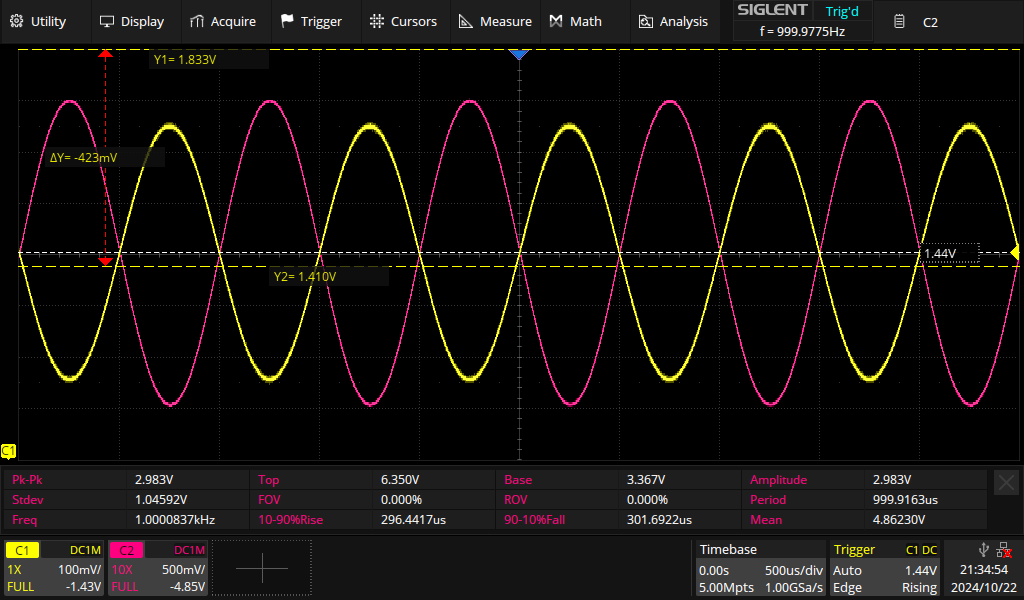 Utility Display Acquire Trigger Cursors Measure Math Analysis SIGLENT Trig'd C2
f = 999.9775Hz
Y1= 1.833V
ΔY= -423mV
1.44V
Y2= 1.410V
C1
Pk-Pk 2.983V Top 6.350V Base 3.367V Amplitude 2.983V
Stdev 1.04592V FOV 0.000% ROV 0.000% Period 999.9163us
Freq 1.0000837kHz 10-90%Rise 296.4417us 90-10%Fall 301.6922us Mean 4.86230V
C1 DC1M C2 DC1M Timebase Trigger C1 DC
1X 100mV/ 10X 500mV/ 0.00s 500us/div Auto 1.44V 21:34:54
FULL -1.43V FULL -4.85V 5.00Mpts 1.00GSa/s Edge Rising 2024/10/22